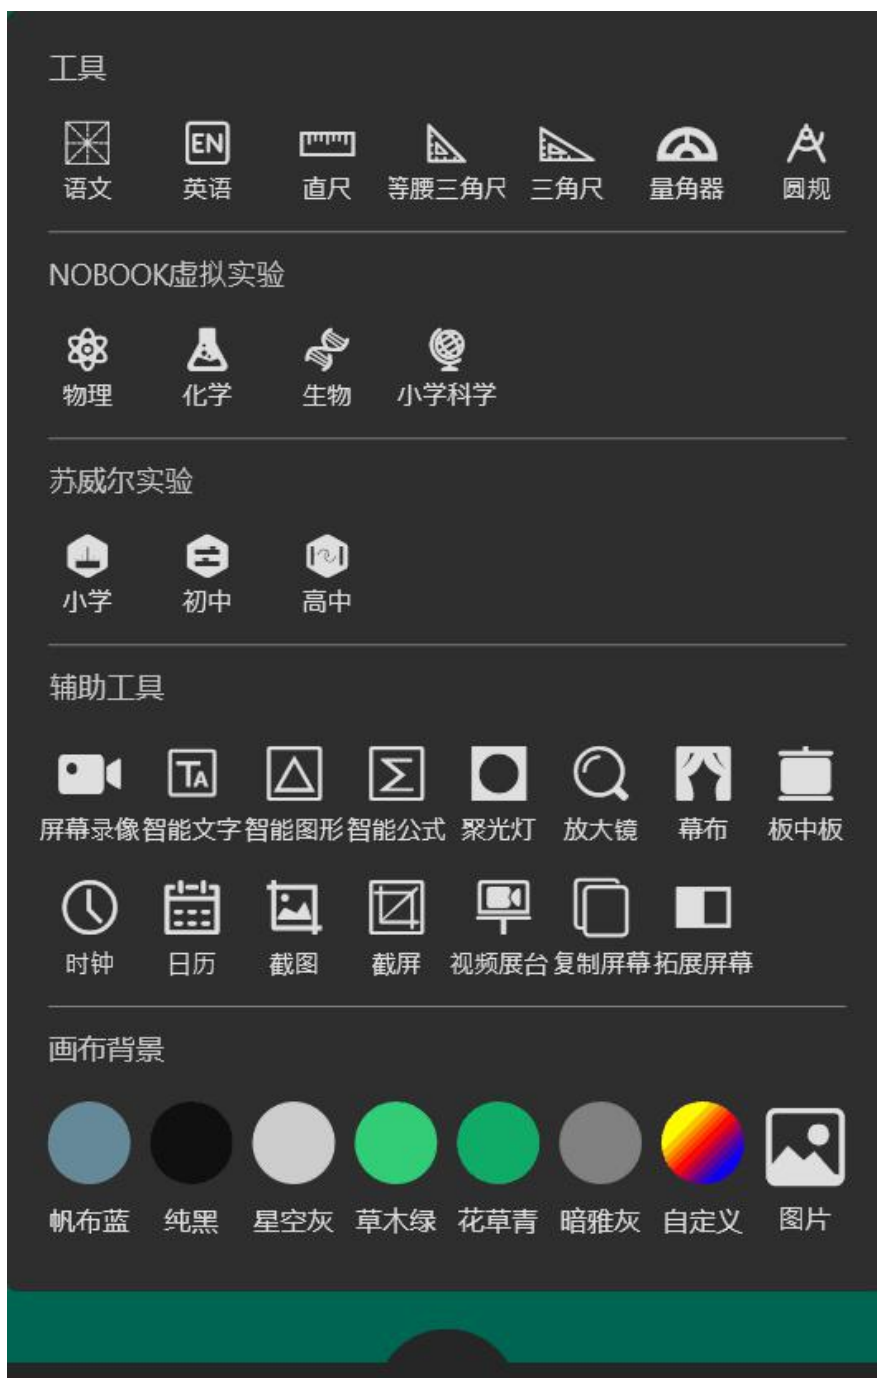 工具
EN
语文 英语 直尺 等腰三角尺 三角尺 量角器 圆规
NOBOOK虚拟实验
物理 化学 生物 小学科学
苏威尔实验
小学 初中 高中
辅助工具
TA
屏幕录像 智能文字 智能图形 智能公式 聚光灯 放大镜 幕布 板中板
时钟 日历 截图 截屏 视频展台 复制屏幕 拓展屏幕
画布背景
帆布蓝 纯黑 星空灰 草木绿 花草青 暗雅灰 自定义 图片